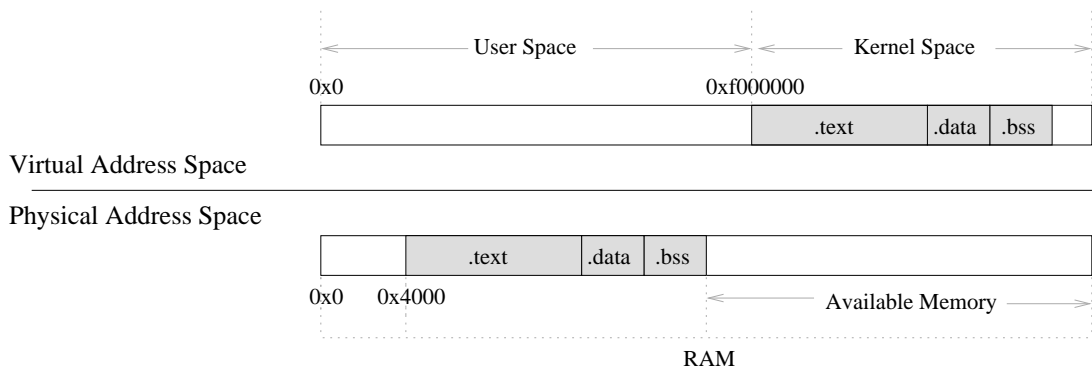 User Space Kernel Space
0x0 0xf000000
.text .data .bss
Virtual Address Space
Physical Address Space
.text .data .bss
0x0 0x4000 Available Memory
RAM